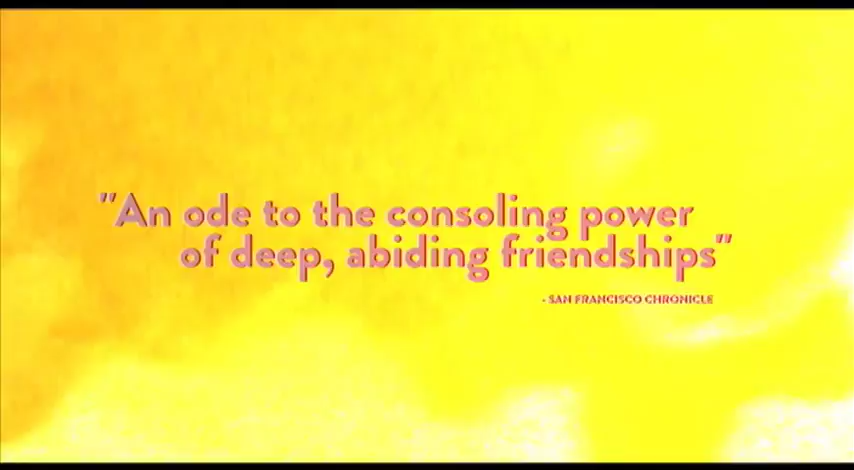 "An ode to the consoling power
of deep, abiding friendships"
- SAN FRANCISCO CHRONICLE